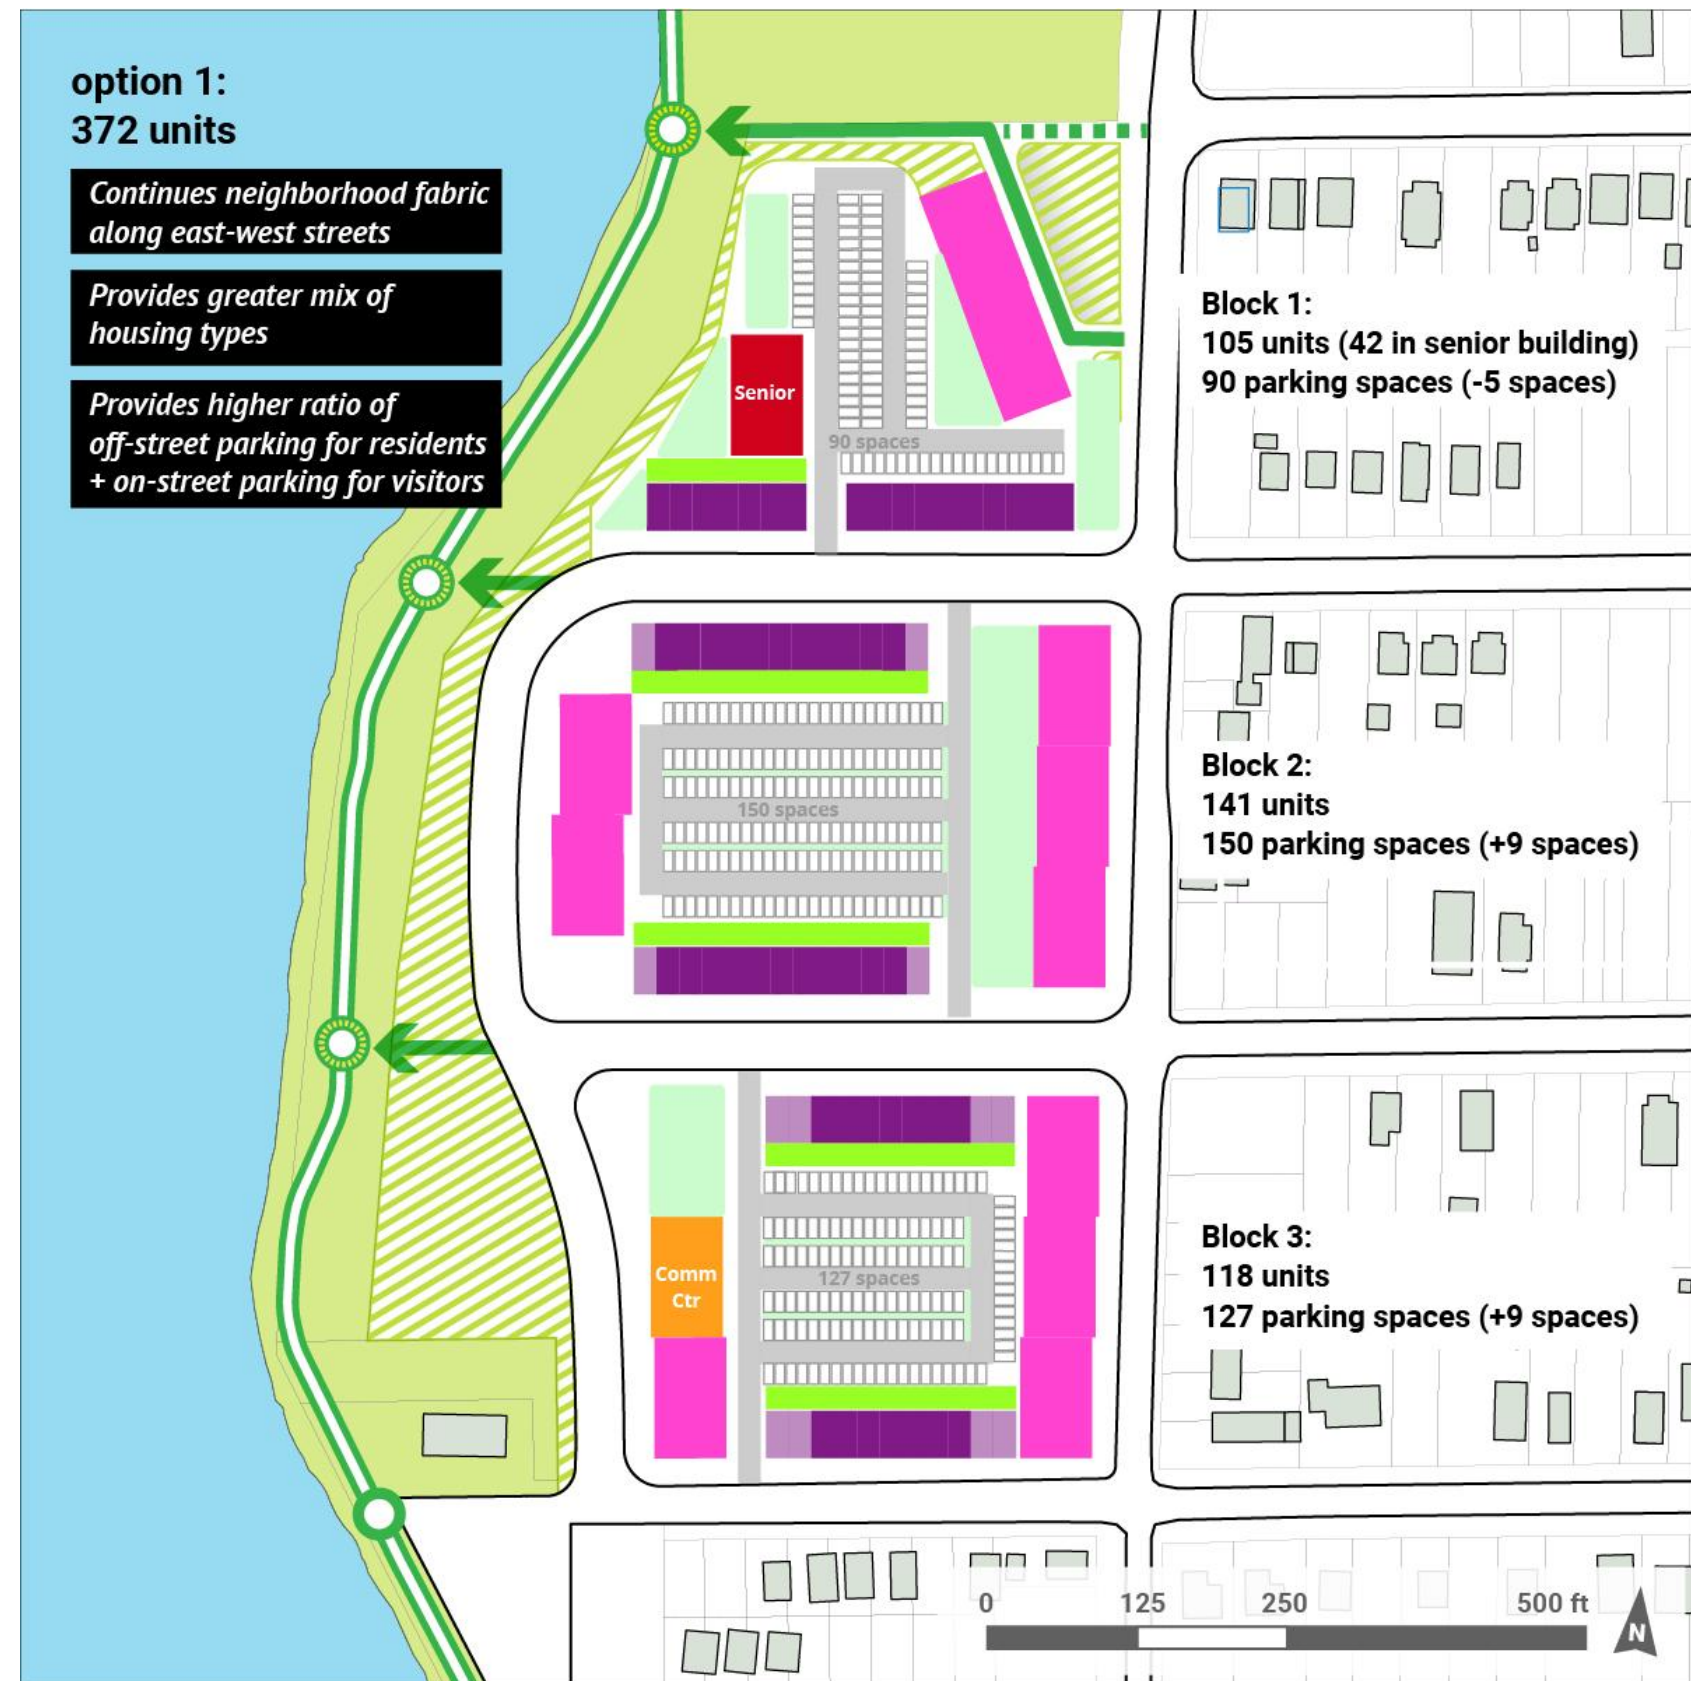 option 1:
372 units
Continues neighborhood fabric
along east-west streets
Provides greater mix of
housing types
Provides higher ratio of
off-street parking for residents
+ on-street parking for visitors
Senior
90 spaces
Block 1:
105 units (42 in senior building)
90 parking spaces (-5 spaces)
150 spaces
Block 2:
141 units
150 parking spaces (+9 spaces)
Comm
Ctr
127 spaces
Block 3:
118 units
127 parking spaces (+9 spaces)
0 125 250 500 ft
N